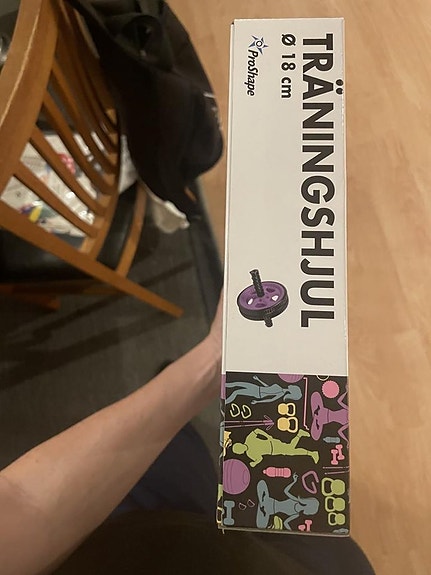 TRÄNINGSHJUL
Ø 18 cm
ProShape